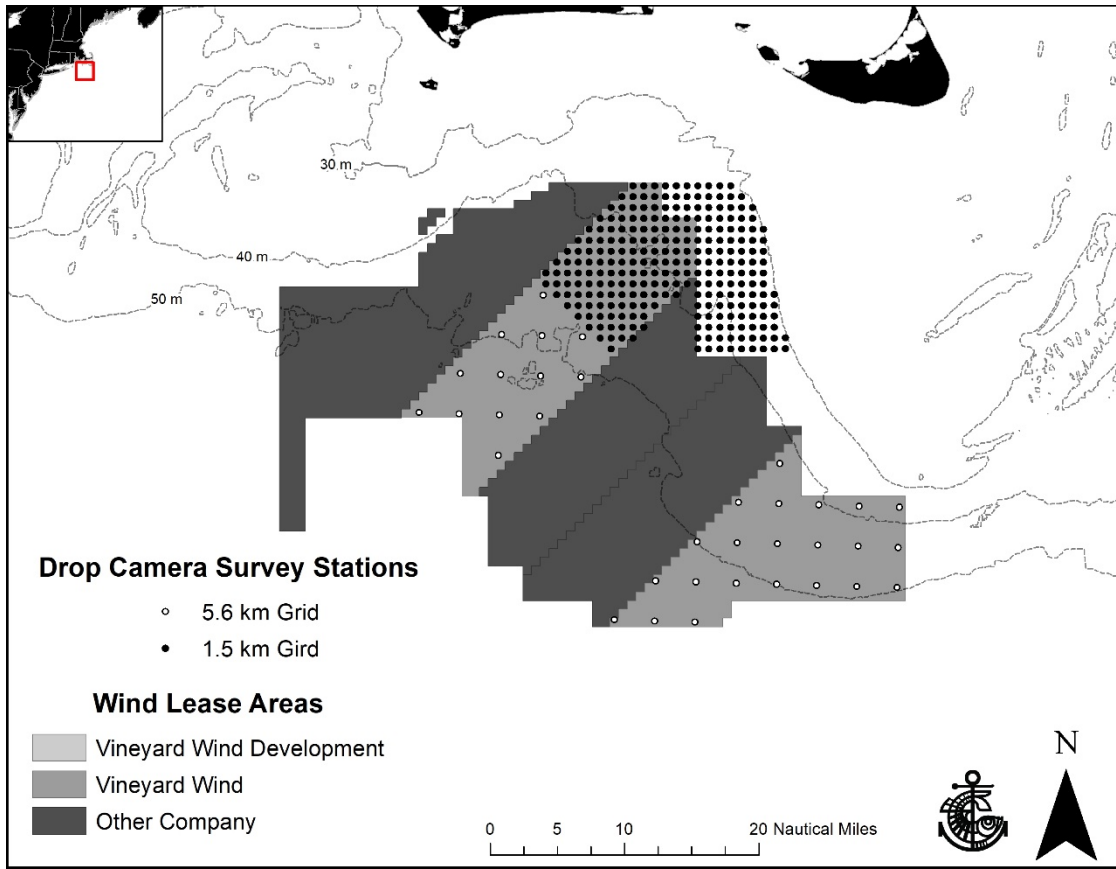 30 m
40 m
50 m
Drop Camera Survey Stations
5.6 km Grid
1.5 km Gird
Wind Lease Areas
Vineyard Wind Development
Vineyard Wind
Other Company
0 5 10 20 Nautical Miles
N